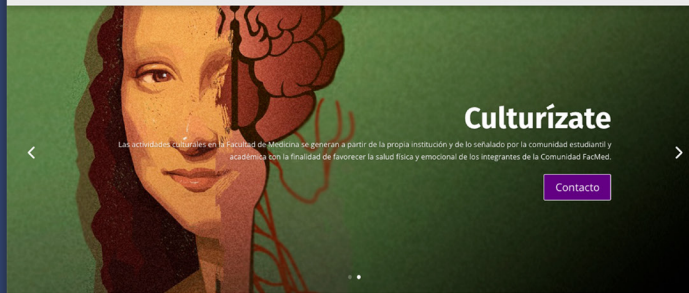 Culturízate
Las actividades culturales en la Facultad de Medicina se generan a partir de la propia institución y de lo señalado por la comunidad estudiantil y
académica con la finalidad de favorecer la salud física y emocional de los integrantes de la Comunidad FacMed.
Contacto